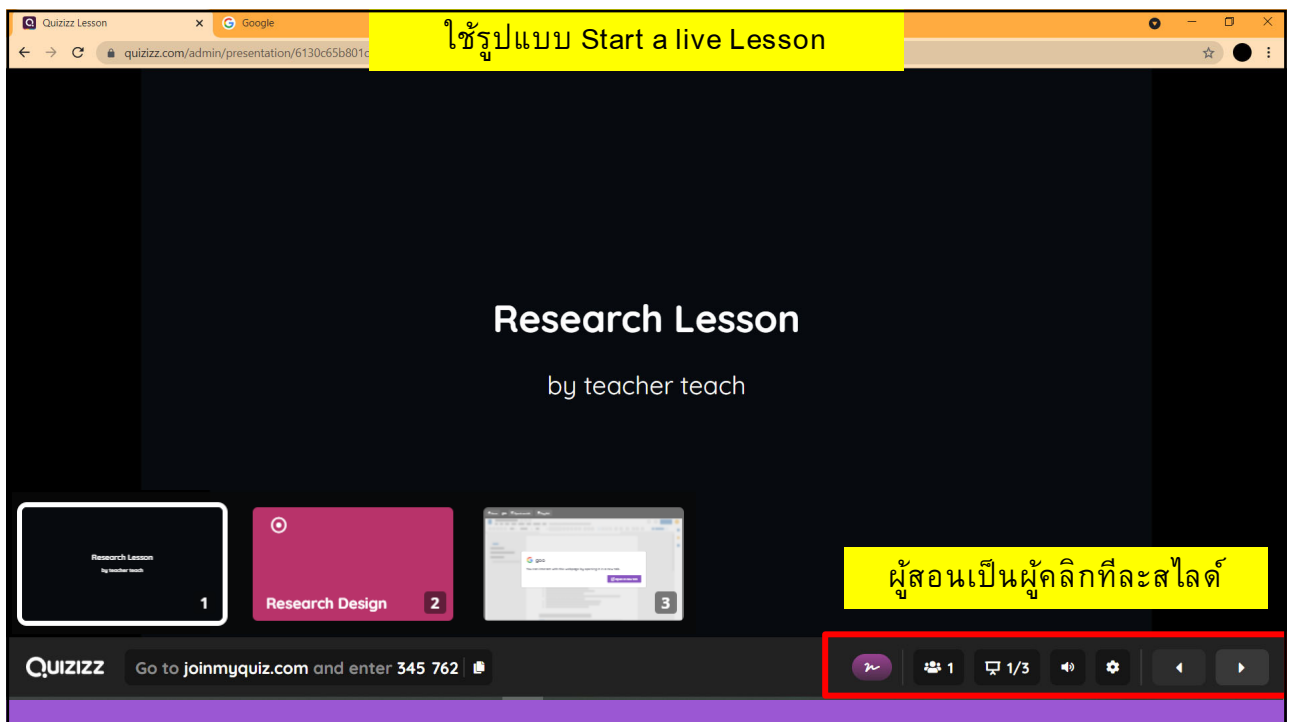 Quizizz Lesson
Google
ใช้รูปแบบ Start a live Lesson
quizizz.com/admin/presentation/6130c65b801c
Research Lesson
by teacher teach
Research Lesson
by teacher teach
1
Research Design
2
3
ผู้สอนเป็นผู้คลิกทีละสไลด์
QUIZIZZ
Go to joinmyquiz.com and enter 345 762
1
1/3